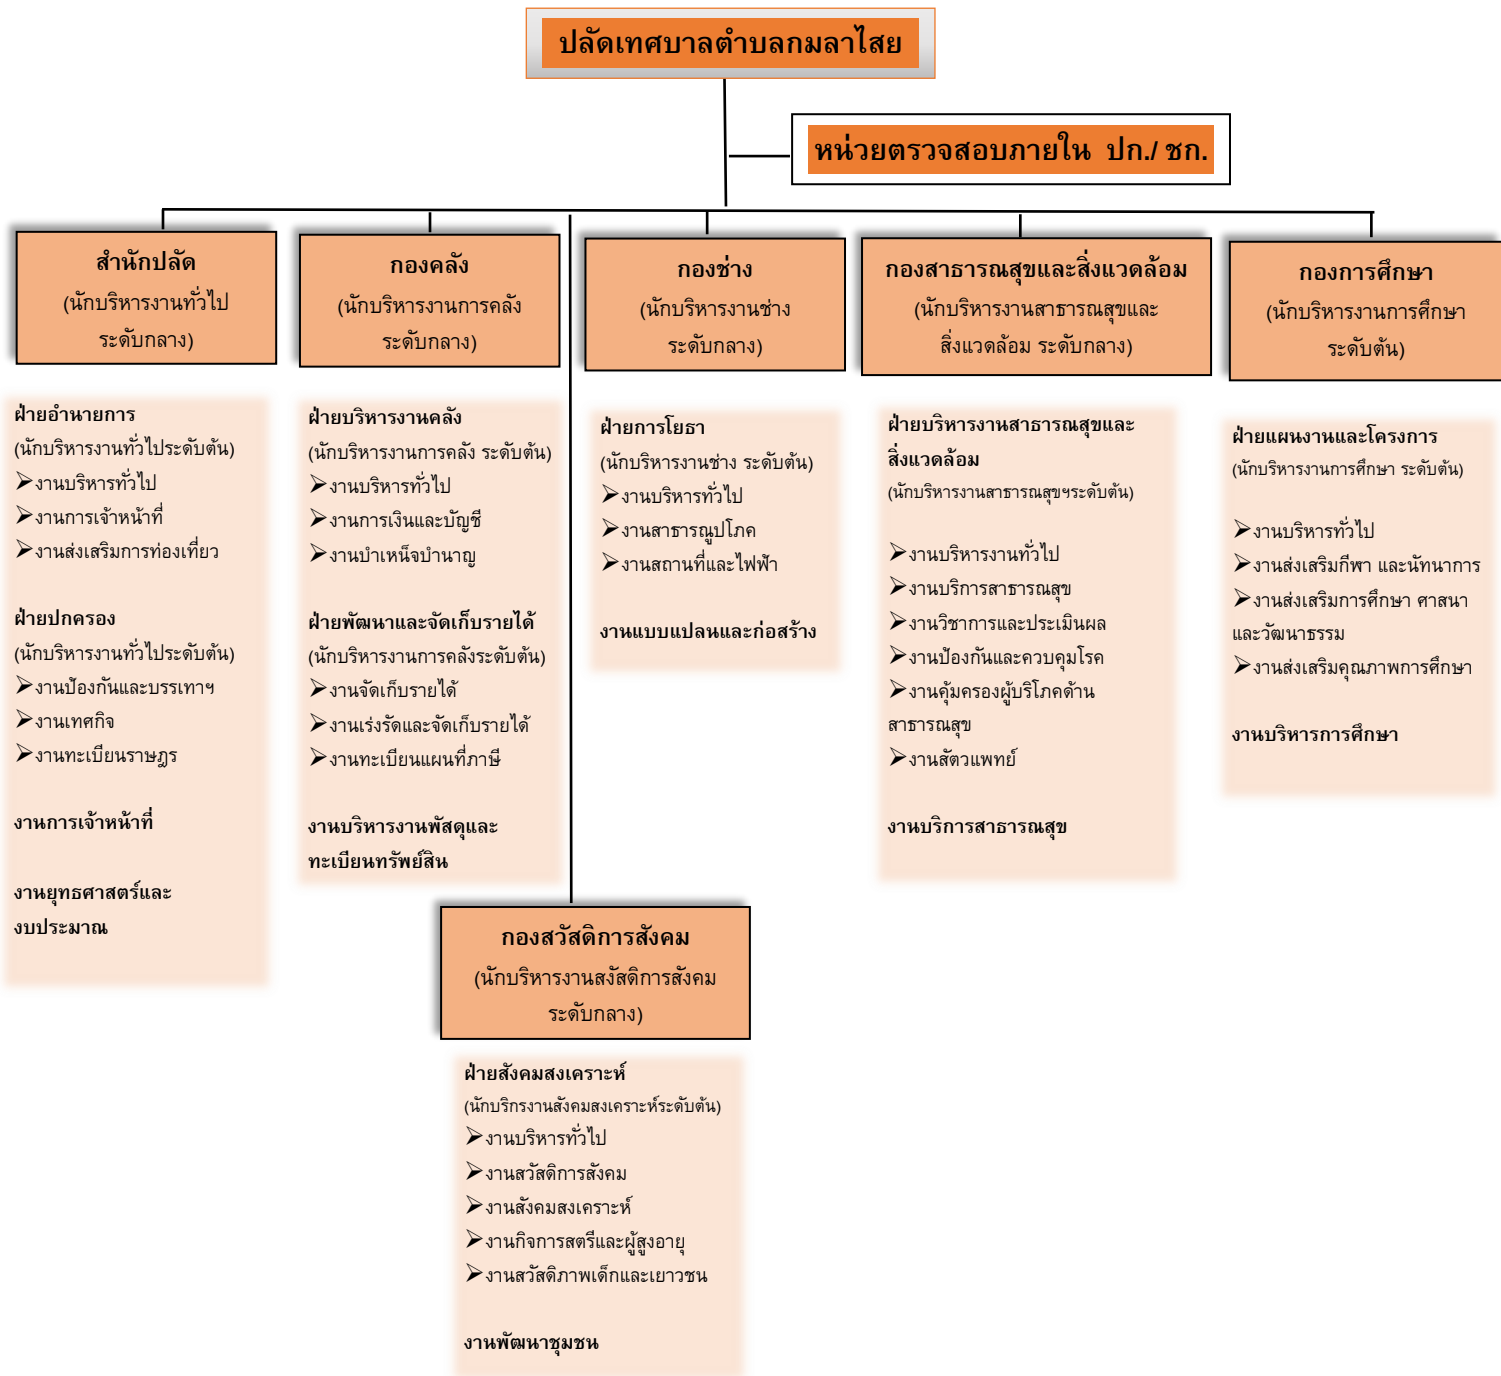 ปลัดเทศบาลตำบลกมลาไสย
หน่วยตรวจสอบภายใน ปก./ ชก.
สำนักปลัด
(นักบริหารงานทั่วไป
ระดับกลาง)
ฝ่ายอำนายการ
(นักบริหารงานทั่วไประดับต้น)
➢งานบริหารทั่วไป
➢งานการเจ้าหน้าที่
➢งานส่งเสริมการท่องเที่ยว
ฝ่ายปกครอง
(นักบริหารงานทั่วไประดับต้น)
➢งานป้องกันและบรรเทาฯ
➢งานเทศกิจ
➢งานทะเบียนราษฎร
งานการเจ้าหน้าที่
งานยุทธศาสตร์และ
งบประมาณ
กองคลัง
(นักบริหารงานการคลัง
ระดับกลาง)
ฝ่ายบริหารงานคลัง
(นักบริหารงานการคลัง ระดับต้น)
➢งานบริหารทั่วไป
➢งานการเงินและบัญชี
➢งานบำเหน็จบำนาญ
ฝ่ายพัฒนาและจัดเก็บรายได้
(นักบริหารงานการคลังระดับต้น)
➢งานจัดเก็บรายได้
➢งานเร่งรัดและจัดเก็บรายได้
➢งานทะเบียนแผนที่ภาษี
งานบริหารงานพัสดุและ
ทะเบียนทรัพย์สิน
กองช่าง
(นักบริหารงานช่าง
ระดับกลาง)
ฝ่ายการโยธา
(นักบริหารงานช่าง ระดับต้น)
➢งานบริหารทั่วไป
➢งานสาธารณูปโภค
➢งานสถานที่และไฟฟ้า
งานแบบแปลนและก่อสร้าง
กองสาธารณสุขและสิ่งแวดล้อม
(นักบริหารงานสาธารณสุขและ
สิ่งแวดล้อม ระดับกลาง)
ฝ่ายบริหารงานสาธารณสุขและ
สิ่งแวดล้อม
(นักบริหารงานสาธารณสุขฯระดับต้น)
➢งานบริหารงานทั่วไป
➢งานบริการสาธารณสุข
➢งานวิชาการและประเมินผล
➢งานป้องกันและควบคุมโรค
➢งานคุ้มครองผู้บริโภคด้าน
สาธารณสุข
➢งานสัตวแพทย์
งานบริการสาธารณสุข
กองการศึกษา
(นักบริหารงานการศึกษา
ระดับต้น)
ฝ่ายแผนงานและโครงการ
(นักบริหารงานการศึกษา ระดับต้น)
➢งานบริหารทั่วไป
➢งานส่งเสริมกีพา และนัทนาการ
➢งานส่งเสริมการศึกษา ศาสนา
และวัฒนาธรรม
➢งานส่งเสริมคุณภาพการศึกษา
งานบริหารการศึกษา
กองสวัสดิการสังคม
(นักบริหารงานสงัสดิการสังคม
ระดับกลาง)
ฝ่ายสังคมสงเคราะห์
(นักบริกรงานสังคมสงเคราะห์ระดับต้น)
➢งานบริหารทั่วไป
➢งานสวัสดิการสังคม
➢งานสังคมสงเคราะห์
➢งานกิจการสตรีและผู้สูงอายุ
➢งานสวัสดิภาพเด็กและเยาวชน
งานพัฒนาชุมชน